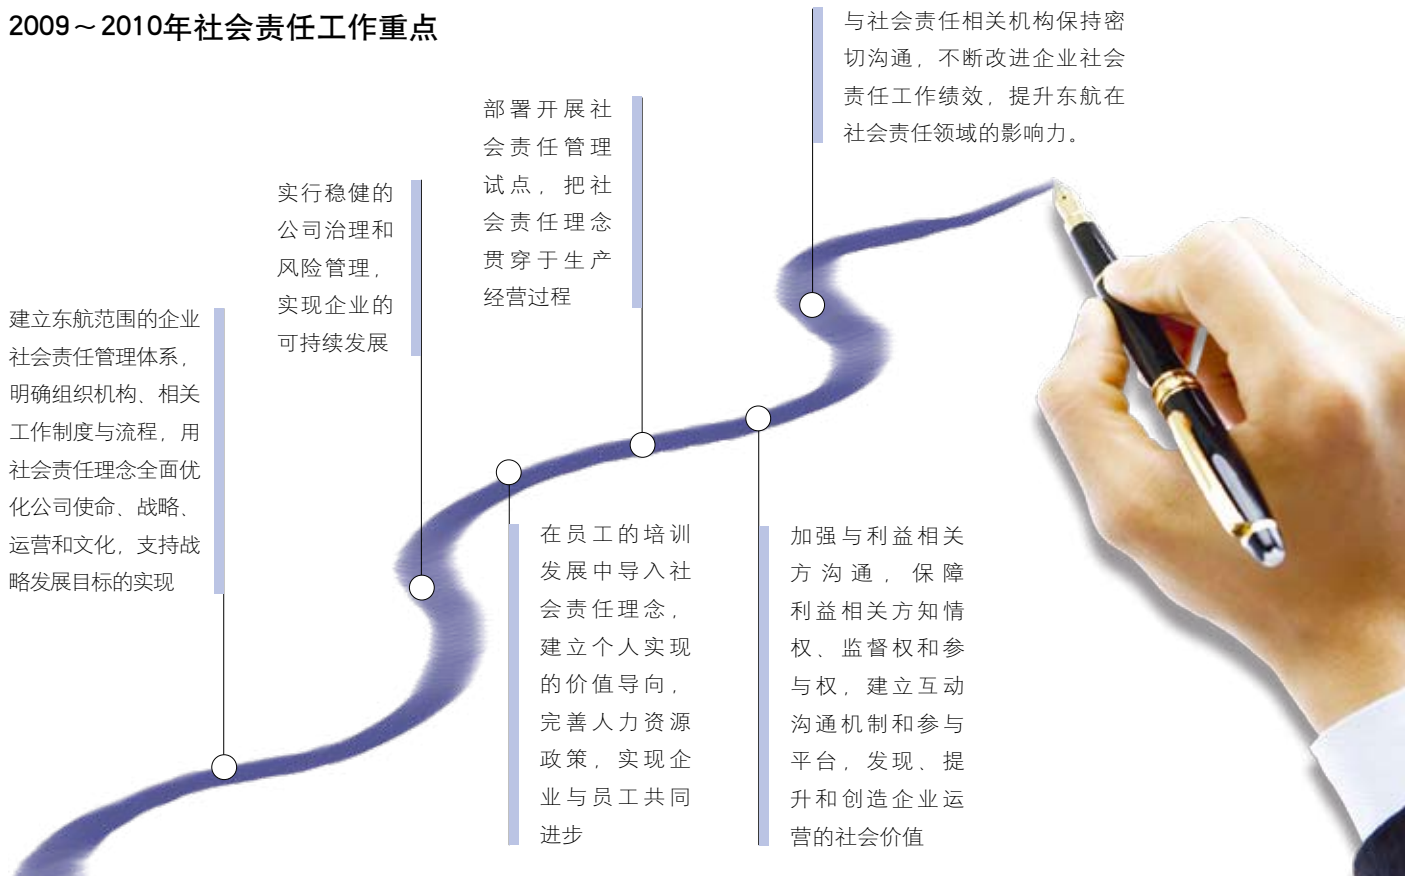 2009～2010年社会责任工作重点
建立东航范围的企业
社会责任管理体系，
明确组织机构、相关
工作制度与流程，用
社会责任理念全面优
化公司使命、战略、
运营和文化，支持战
略发展目标的实现
实行稳健的
公司治理和
风险管理，
实现企业的
可持续发展
在员工的培训
发展中导入社
会责任理念，
建立个人实现
的价值导向，
完善人力资源
政策，实现企
业与员工共同
进步
部署开展社
会责任管理
试点，把社
会责任理念
贯穿于生产
经营过程
加强与利益相关
方沟通，保障
利益相关方知情
权、监督权和参
与权，建立互动
沟通机制和参与
平台，发现、提
升和创造企业运
营的社会价值
与社会责任相关机构保持密
切沟通，不断改进企业社会
责任工作绩效，提升东航在
社会责任领域的影响力。